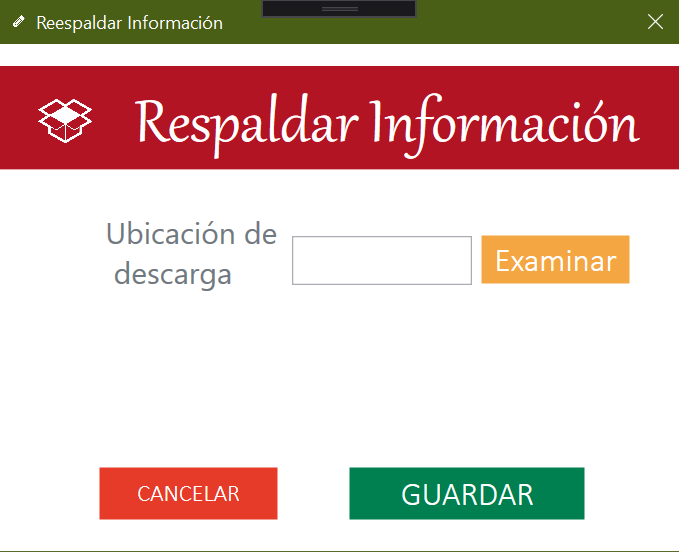 Reespaldar Información
Respaldar Información
Ubicación de
descarga
Examinar
CANCELAR
GUARDAR